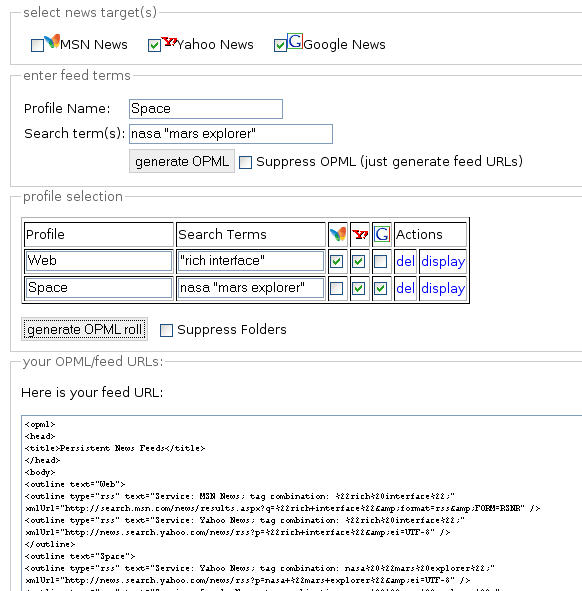 select news target(s)
MSN News Yahoo News Google News
enter feed terms
Profile Name: Space
Search term(s): nasa "mars explorer"
generate OPML Suppress OPML (just generate feed URLs)
profile selection
Profile Search Terms Y! G Actions
Web "rich interface" del display
Space nasa "mars explorer" del display
generate OPML roll Suppress Folders
your OPML/feed URLs:
Here is your feed URL:
<opml>
<head>
<title>Persistent News Feeds</title>
</head>
<body>
<outline text="Web">
<outline type="rss" text="Service: MSN News; tag combination: %22rich%20interface%22;"
xmlUrl="http://search.msn.com/news/results.aspx?q=%22rich+interface%22&amp;format=rss&amp;FORM=RSNR" />
<outline type="rss" text="Service: Yahoo News; tag combination: %22rich%20interface%22;"
xmlUrl="http://news.search.yahoo.com/news/rss?p=%22rich+interface%22&amp;ei=UTF-8" />
</outline>
<outline text="Space">
<outline type="rss" text="Service: Yahoo News; tag combination: nasa%20%22mars%20explorer%22;"
xmlUrl="http://news.search.yahoo.com/news/rss?p=nasa+%22mars+explorer%22&amp;ei=UTF-8" />